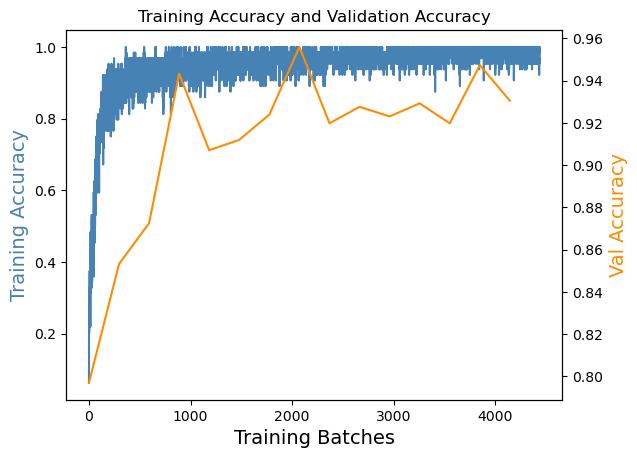 Training Accuracy and Validation Accuracy
1.0
0.8
0.6
0.4
0.2
Training Accuracy
0.96
0.94
0.92
0.90
0.88
0.86
0.84
0.82
0.80
Val Accuracy
0 1000 2000 3000 4000
Training Batches